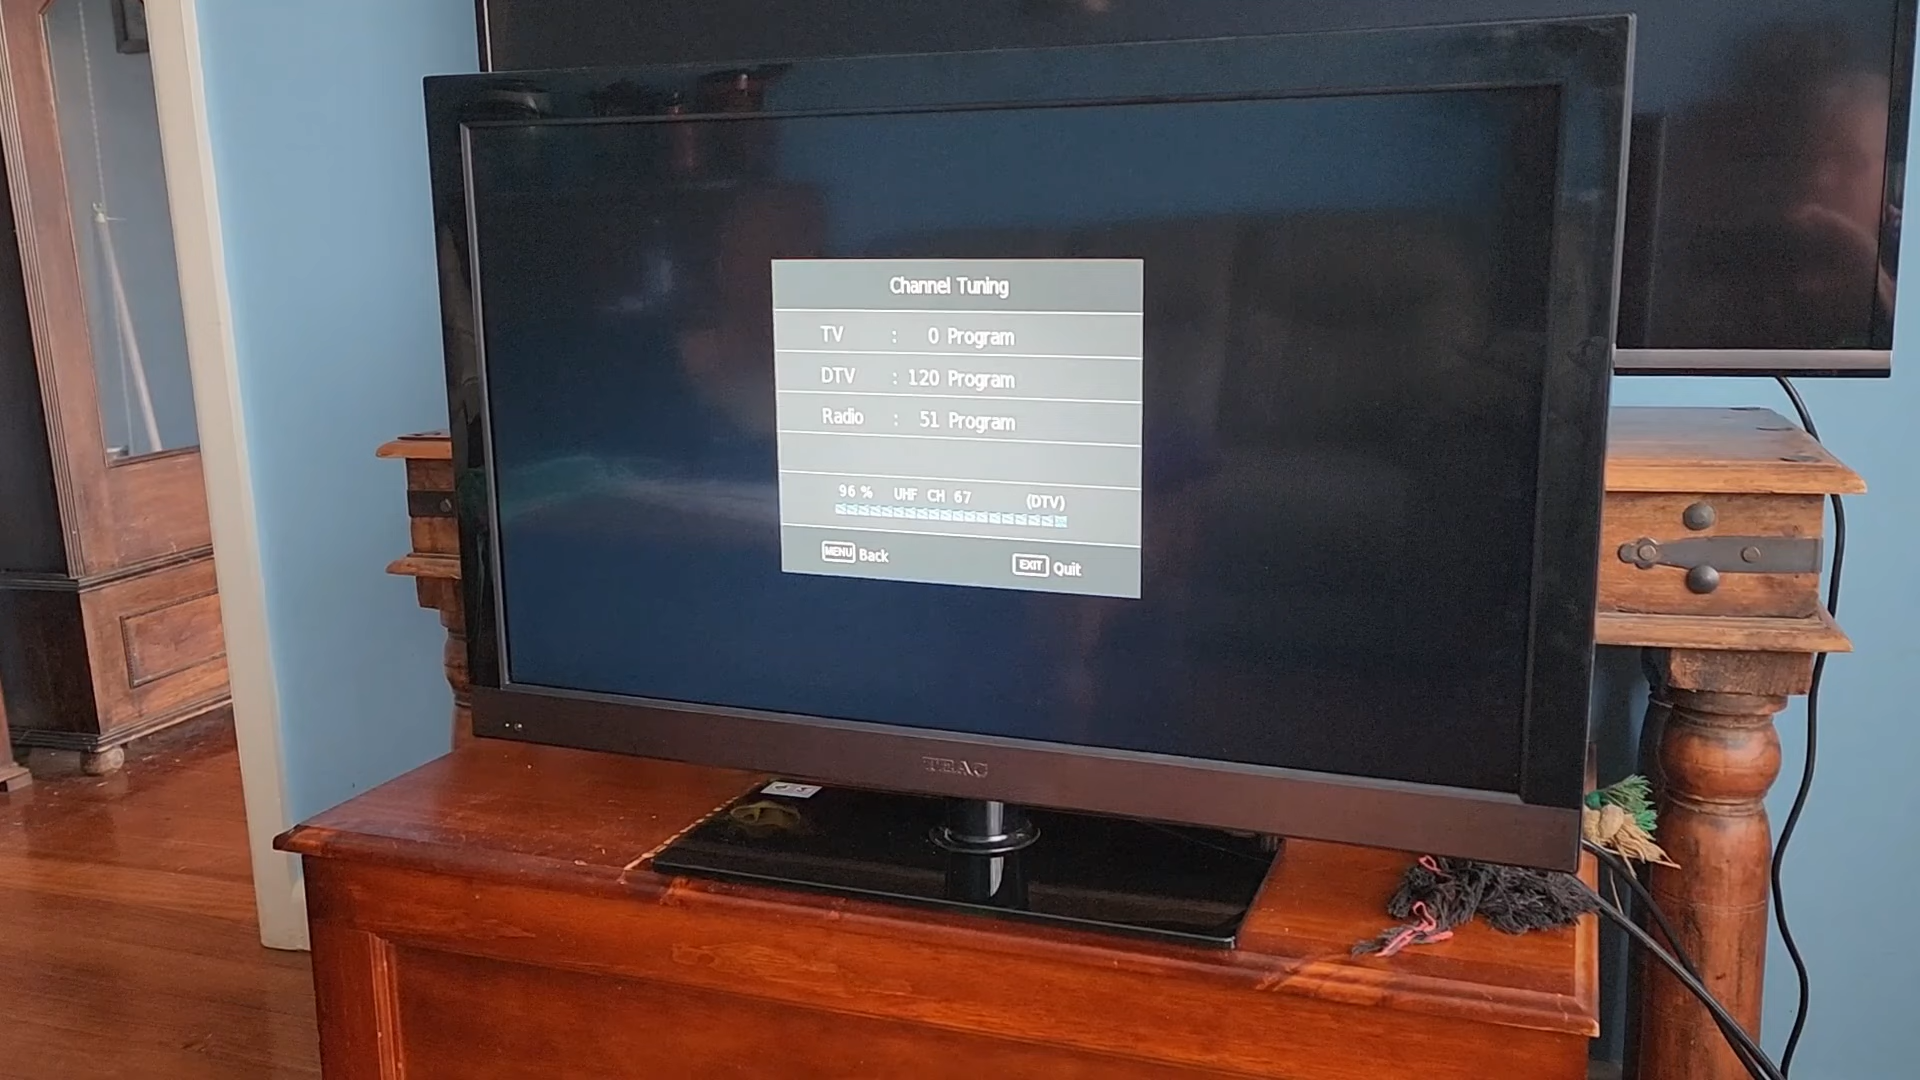 Channel Tuning
TV : 0 Program
DTV : 120 Program
Radio : 51 Program
96 % UHF CH 67 (DTV)
MENU Back EXIT Quit
TEAC